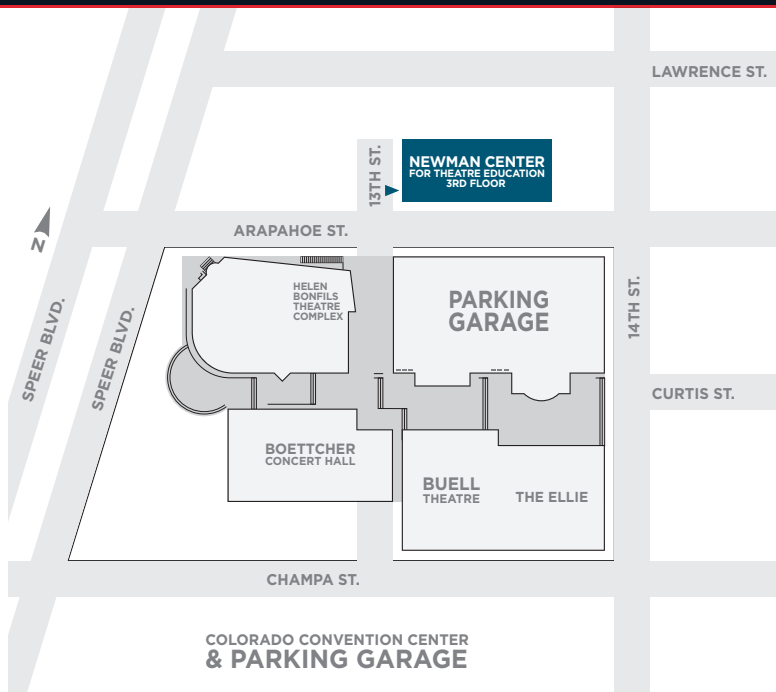 LAWRENCE ST.
13TH ST.
NEWMAN CENTER
FOR THEATRE EDUCATION
3RD FLOOR
N
ARAPAHOE ST.
HELEN
BONFILS
THEATRE
COMPLEX
PARKING
GARAGE
14TH ST.
SPEER BLVD.
SPEER BLVD.
CURTIS ST.
BOETTCHER
CONCERT HALL
BUELL
THEATRE
THE ELLIE
CHAMPA ST.
COLORADO CONVENTION CENTER
& PARKING GARAGE